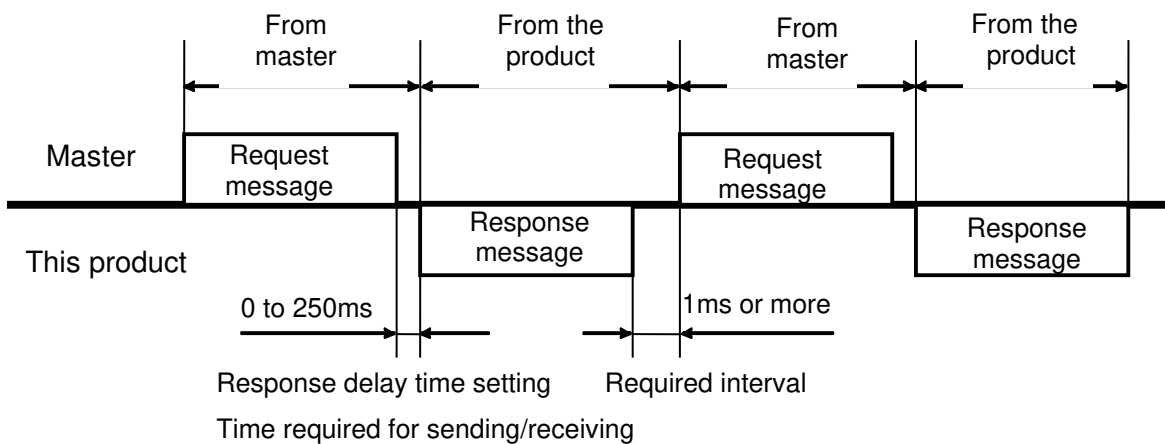 From
master
From the
product
From
master
From the
product
Master
Request
message
Request
message
Response
message
Response
message
This product
0 to 250ms
1ms or more
Response delay time setting
Required interval
Time required for sending/receiving